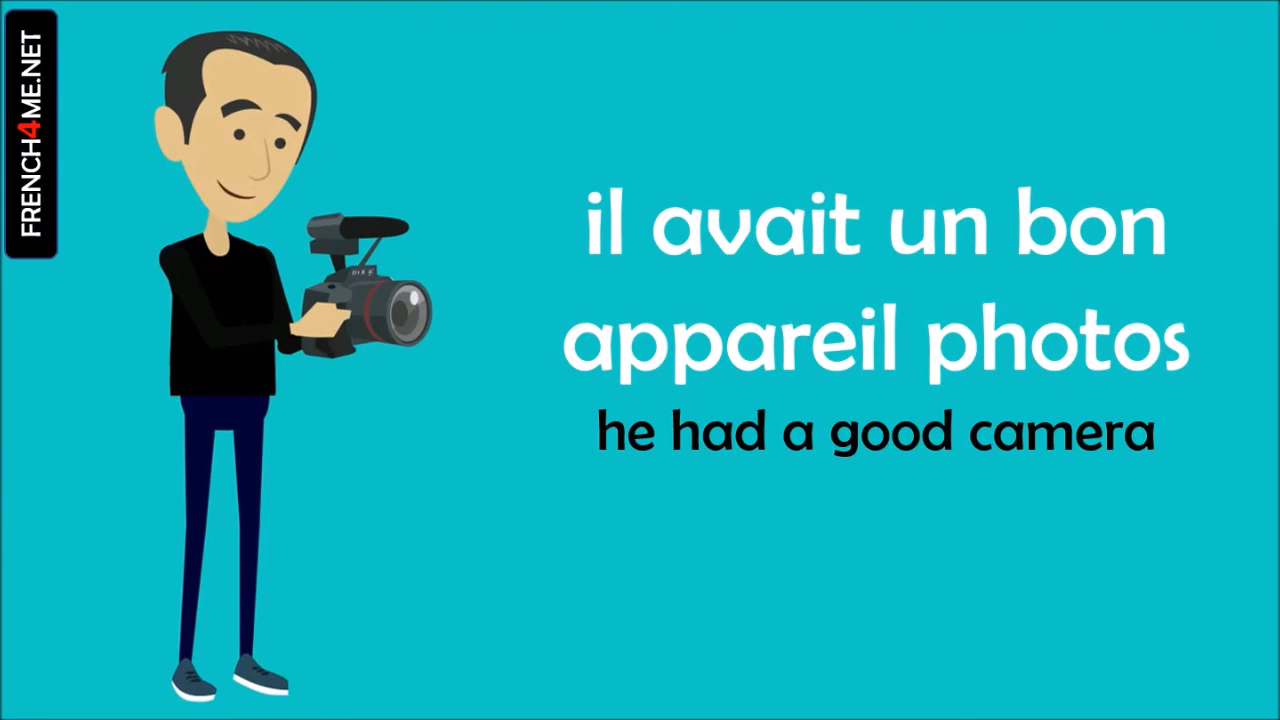 FRENCH4ME.NET
il avait un bon
appareil photos
he had a good camera